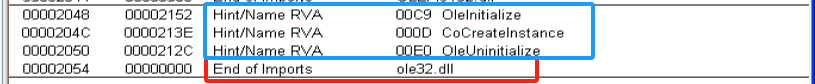 00002048 00002152 Hint/Name RVA 00C9 OleInitialize
0000204C 0000213E Hint/Name RVA 000D CoCreateInstance
00002050 0000212C Hint/Name RVA 00E0 OleUninitialize
00002054 00000000 End of Imports ole32.dll